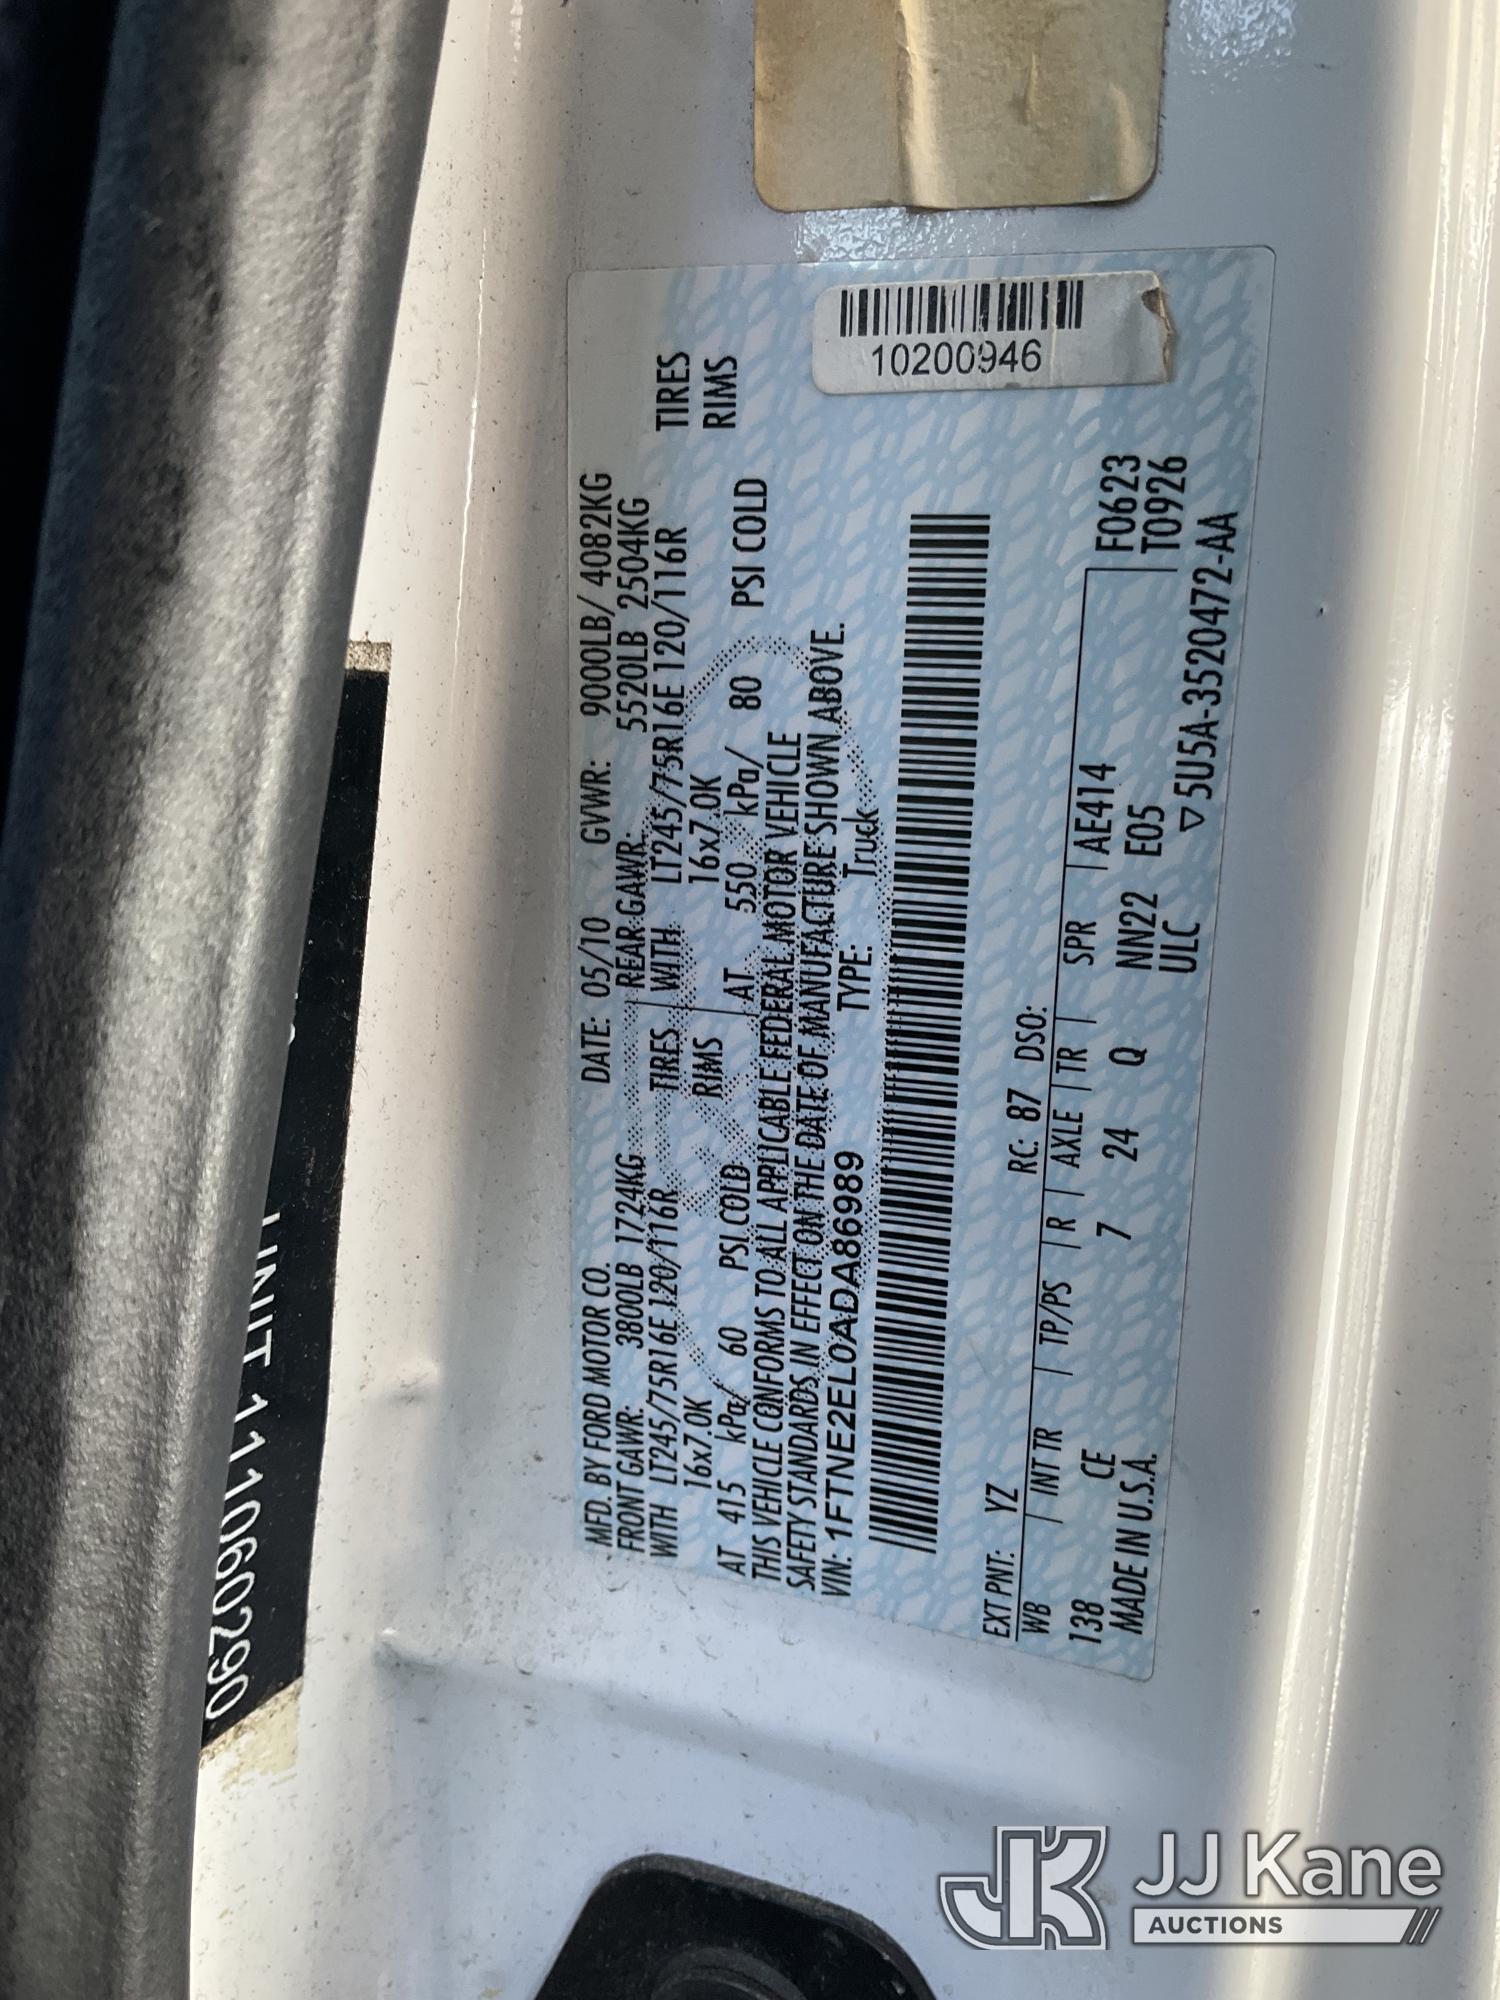 10200946
MFD. BY FORD MOTOR CO. DATE: 05/10 GVWR: 9000LB/ 4082KG
FRONT GAWR: 3800LB 1724KG REAR GAWR: 5520LB 2504KG
WITH LT245/75R16E 120/116R TIRES WITH LT245/75R16E 120/116R TIRES
16x7.0K RIMS 16x7.0K RIMS
AT 415 kPa/ 60 PSI COLD AT 550 kPa/ 80 PSI COLD
THIS VEHICLE CONFORMS TO ALL APPLICABLE FEDERAL MOTOR VEHICLE
SAFETY STANDARDS IN EFFECT ON THE DATE OF MANUFACTURE SHOWN ABOVE.
VIN: 1FTNE2EL0ADA86989 TYPE: Truck
EXT PNT: YZ RC: 87 DSO:
WB INT TR TP/PS R AXLE TR SPR F0623
138 CE 7 24 Q AE414 T0926
NN22 E05
MADE IN U.S.A. ULC ▽5U5A-3520472-AA
UNIT 111060290
JJ Kane
AUCTIONS